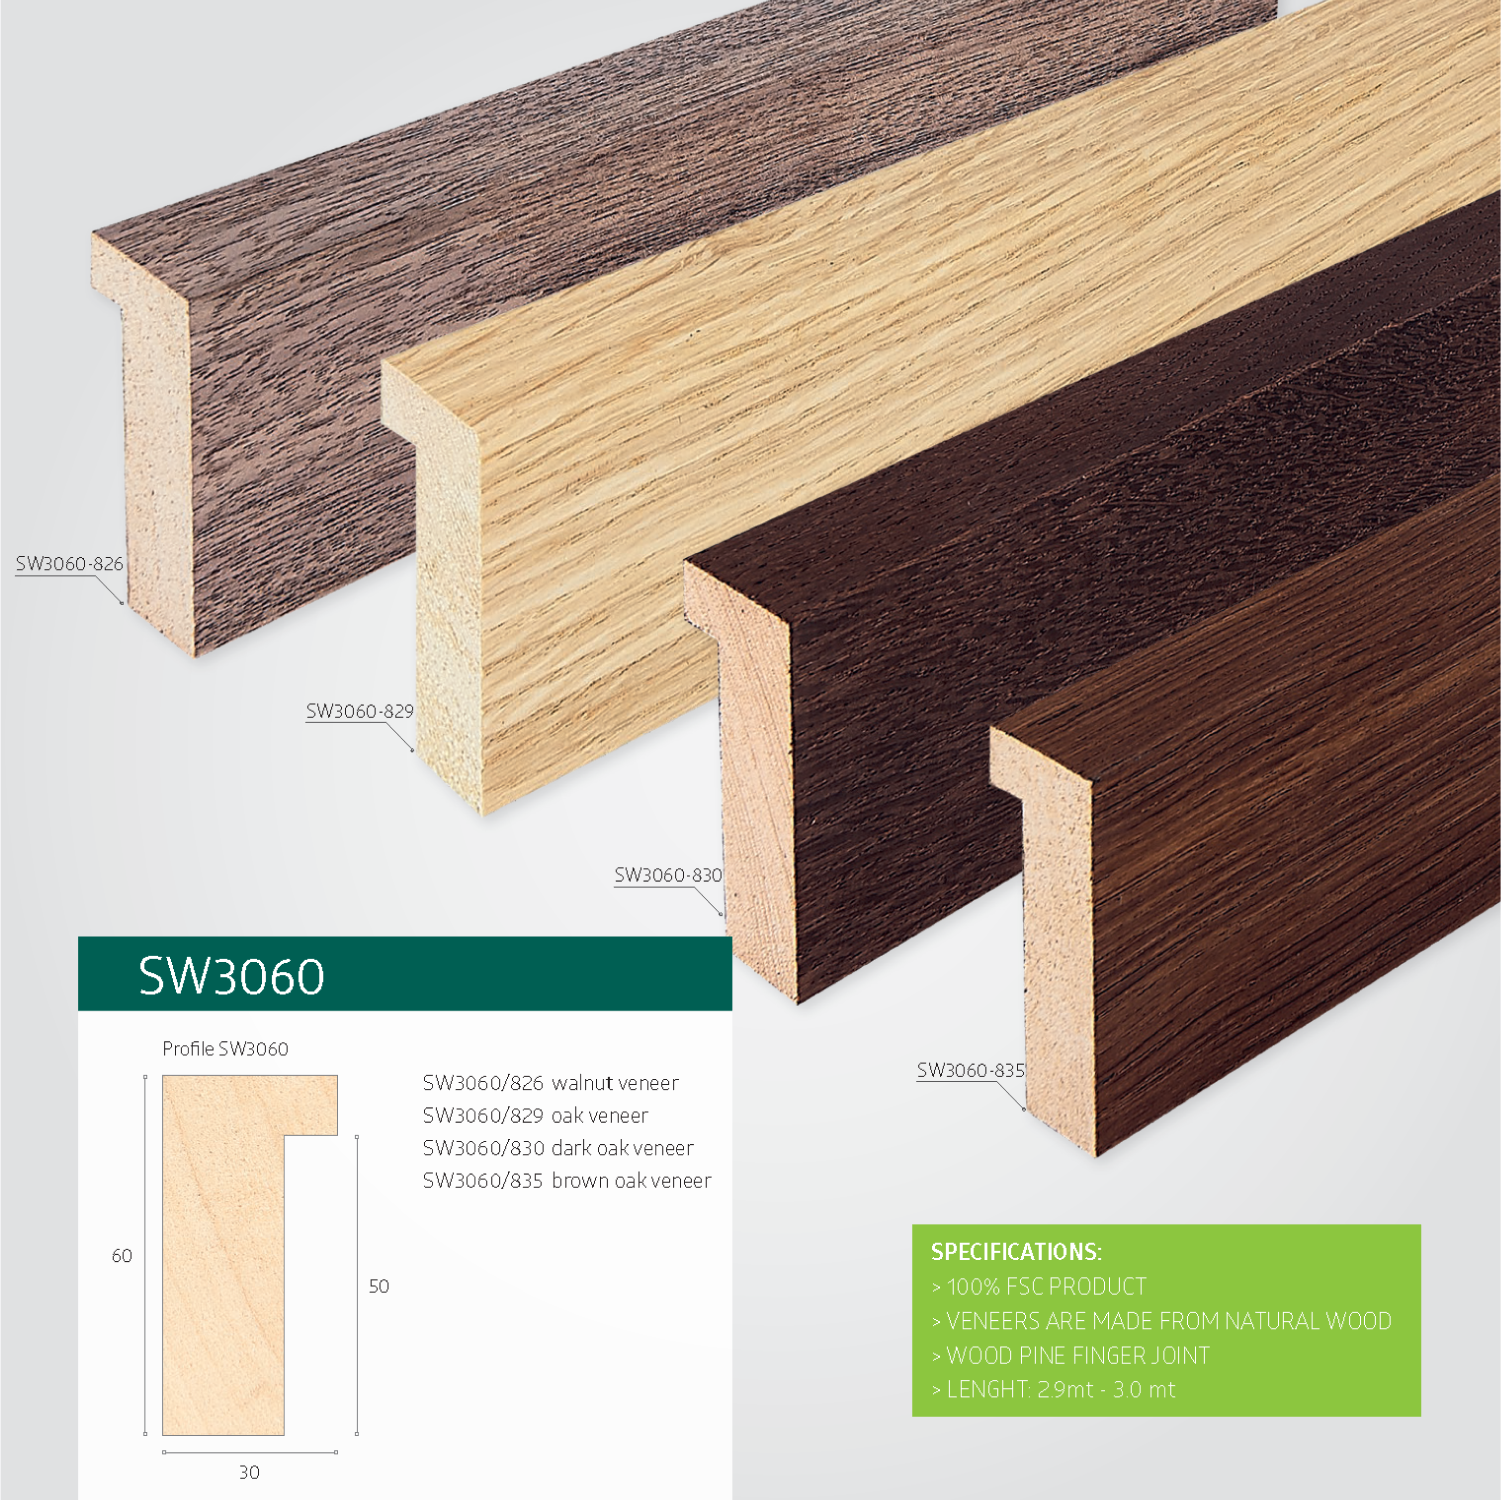 SW3060-826
SW3060-829
SW3060-830
SW3060-835
SW3060
Profile SW3060
60
50
30
SW3060/826 walnut veneer
SW3060/829 oak veneer
SW3060/830 dark oak veneer
SW3060/835 brown oak veneer
SPECIFICATIONS:
> 100% FSC PRODUCT
> VENEERS ARE MADE FROM NATURAL WOOD
> WOOD PINE FINGER JOINT
> LENGHT: 2.9mt - 3.0 mt